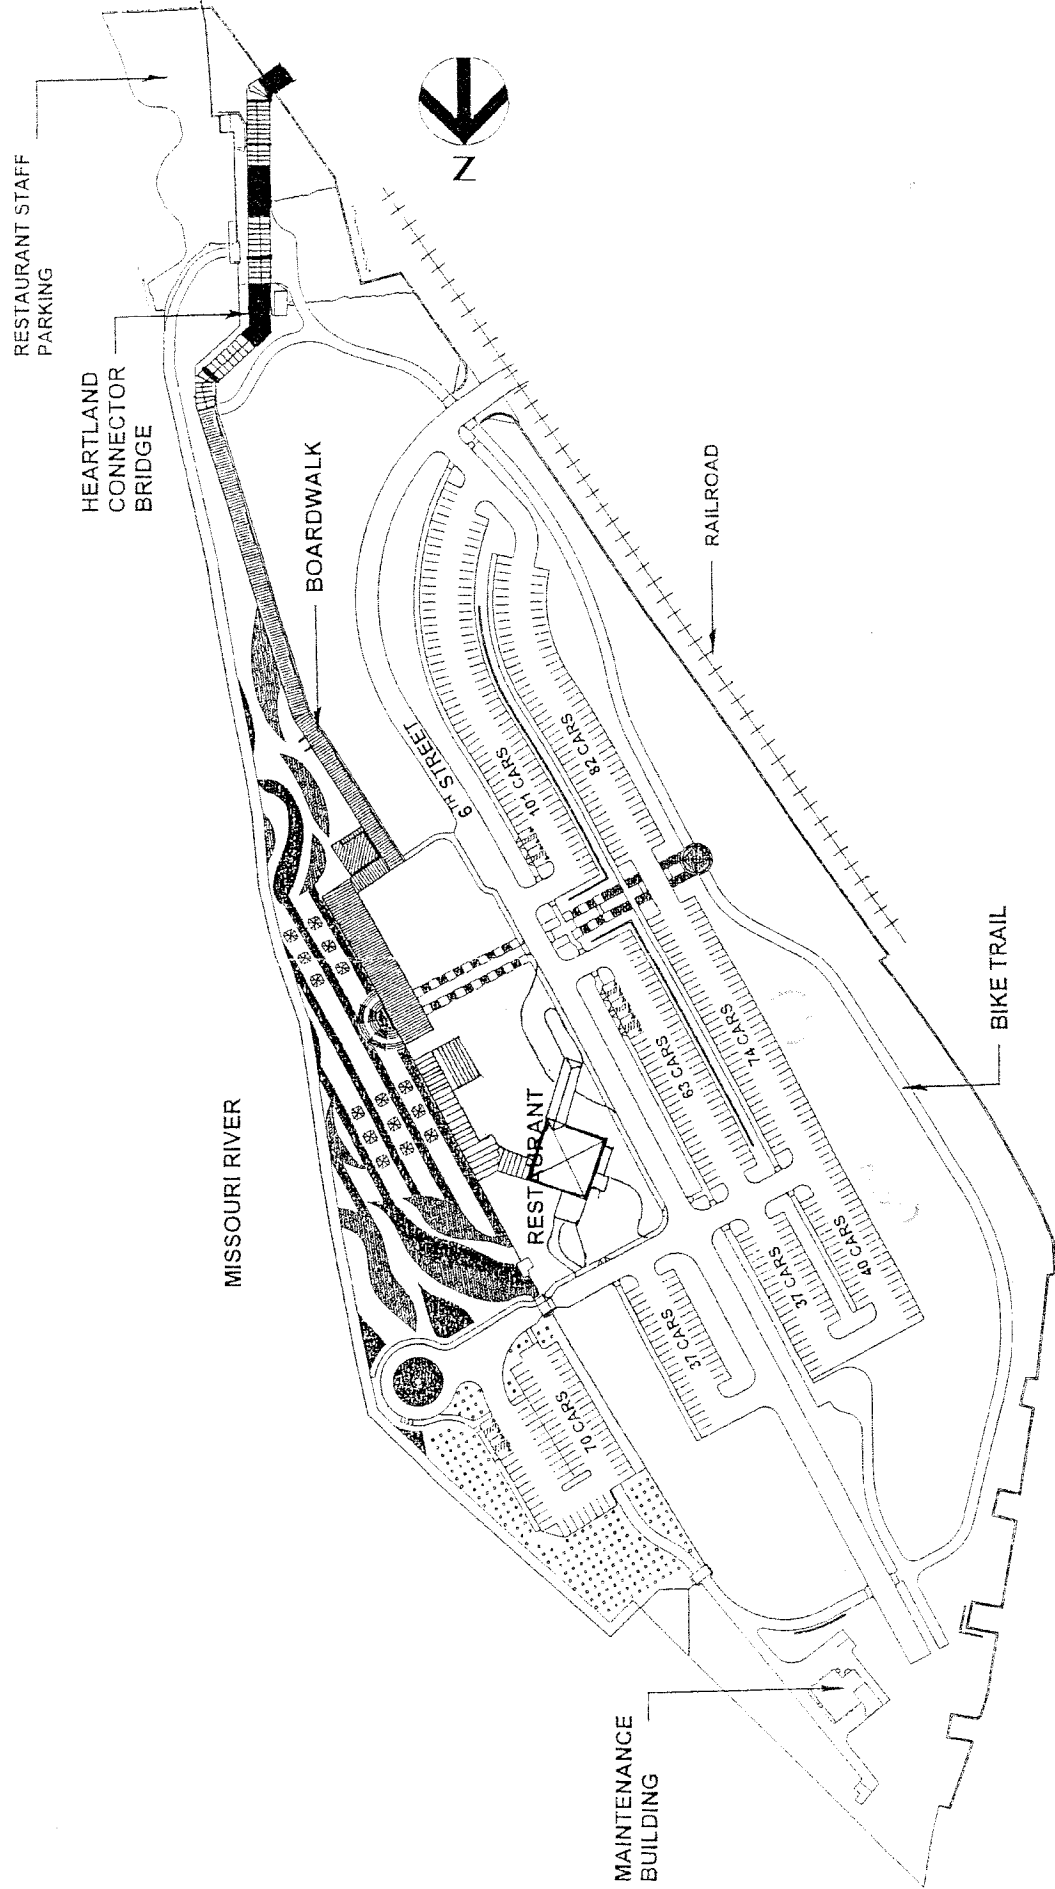 RESTAURANT STAFF
PARKING
HEARTLAND
CONNECTOR
BRIDGE
BOARDWALK
N
RAILROAD
6TH STREET
101 CARS
82 CARS
MISSOURI RIVER
RESTAURANT
63 CARS
74 CARS
BIKE TRAIL
37 CARS
40 CARS
37 CARS
70 CARS
MAINTENANCE
BUILDING